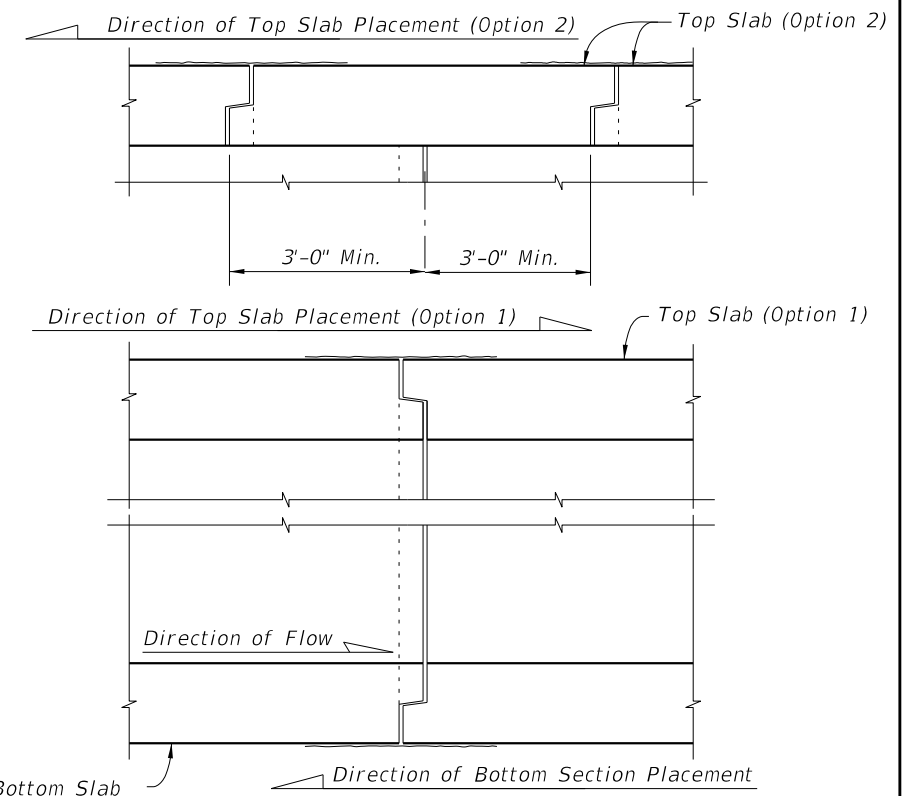 Direction of Top Slab Placement (Option 2)
Top Slab (Option 2)
3'-0" Min.
3'-0" Min.
Direction of Top Slab Placement (Option 1)
Top Slab (Option 1)
Direction of Flow
Bottom Slab
Direction of Bottom Section Placement